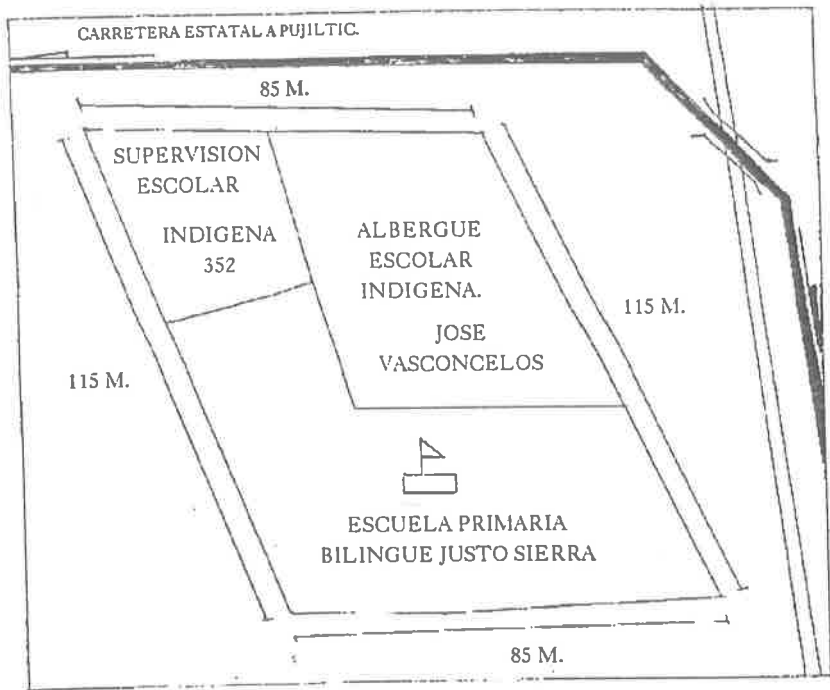 CARRETERA ESTATAL A PUJILTIC.
85 M.
SUPERVISION
ESCOLAR
INDIGENA
352
ALBERGUE
ESCOLAR
INDIGENA.
JOSE
VASCONCELOS
115 M.
115 M.
ESCUELA PRIMARIA
BILINGUE JUSTO SIERRA
85 M.